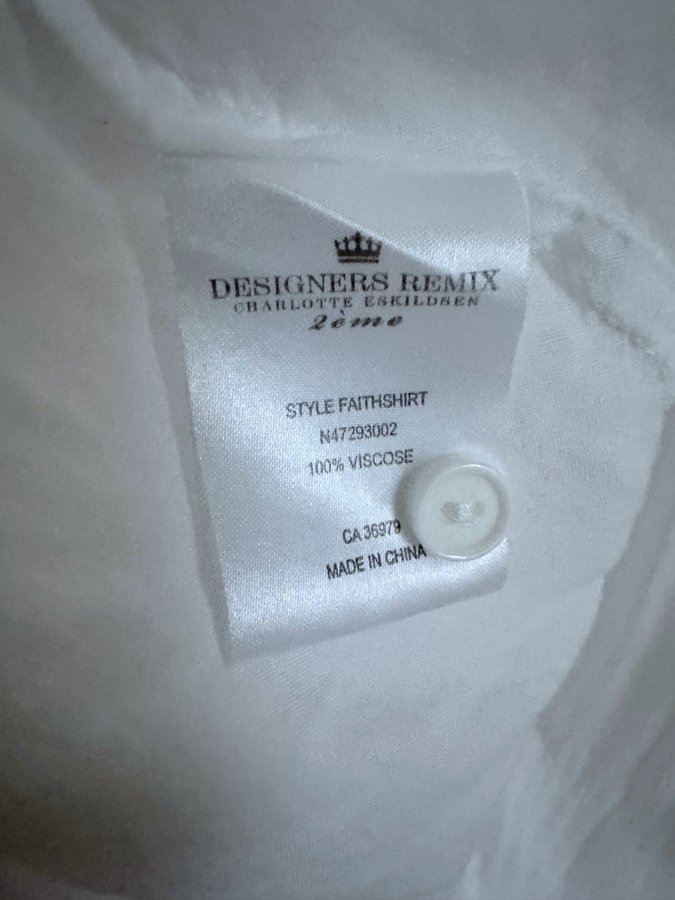 DESIGNERS REMIX
CHARLOTTE ESKILDSEN
2ème
STYLE FAITHSHIRT
N47293002
100% VISCOSE
CA 36979
MADE IN CHINA